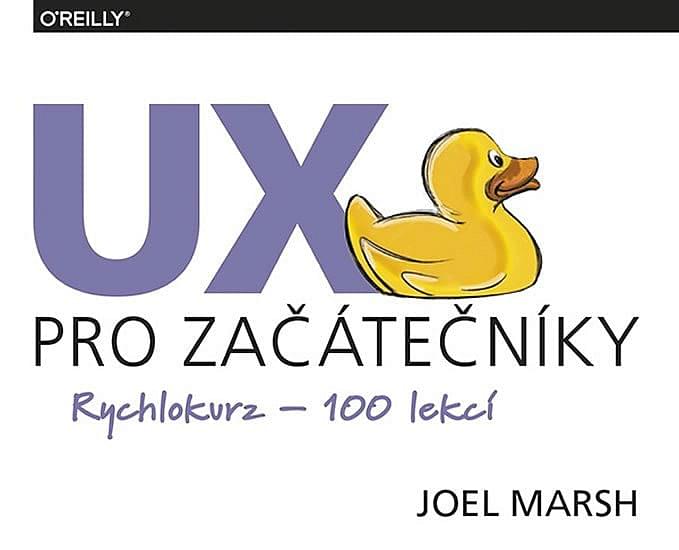 O'REILLY®
UX
PRO ZAČÁTEČNÍKY
Rychlokurz – 100 lekcí
JOEL MARSH